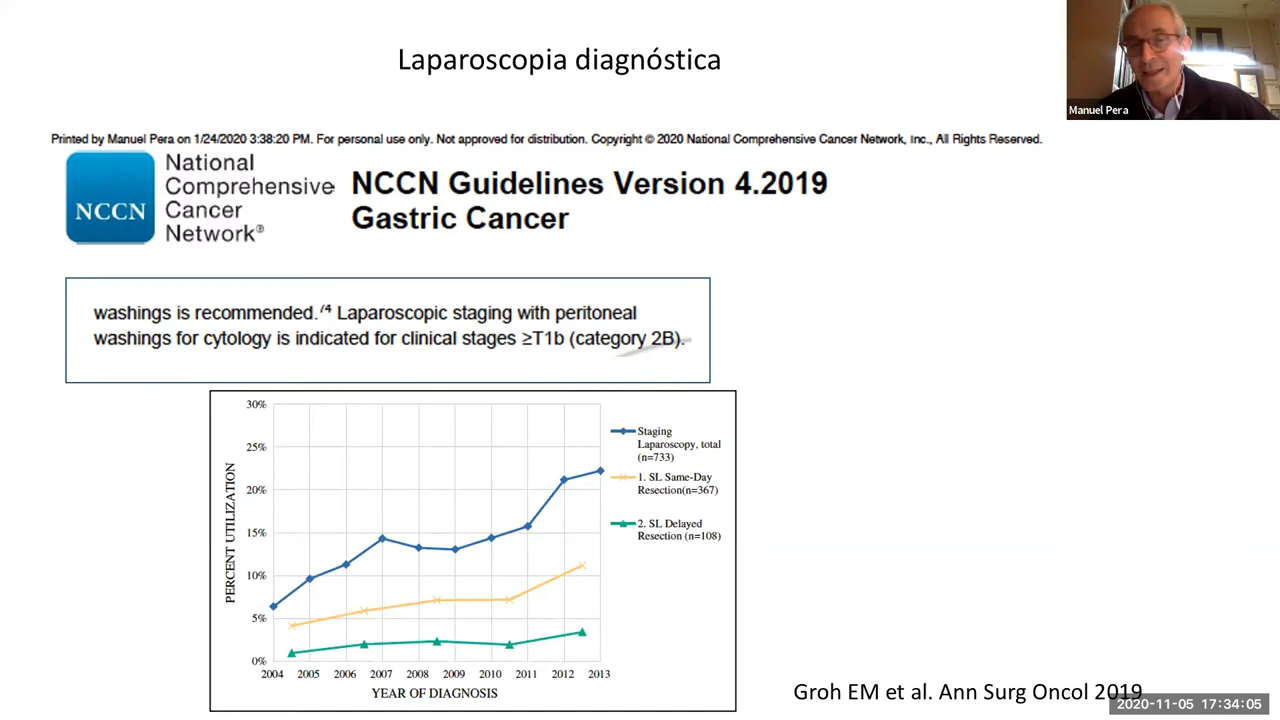 Laparoscopia diagnóstica
Manuel Pera
Printed by Manuel Pera on 1/24/2020 3:38:20 PM. For personal use only. Not approved for distribution. Copyright © 2020 National Comprehensive Cancer Network, Inc., All Rights Reserved.
NCCN
National
Comprehensive
Cancer
Network®
NCCN Guidelines Version 4.2019
Gastric Cancer
washings is recommended.74 Laparoscopic staging with peritoneal
washings for cytology is indicated for clinical stages ≥T1b (category 2B).
30%
25%
20%
15%
10%
5%
0%
PERCENT UTILIZATION
2004 2005 2006 2007 2008 2009 2010 2011 2012 2013
YEAR OF DIAGNOSIS
Staging
Laparoscopy, total
(n=733)
1. SL Same-Day
Resection(n=367)
2. SL Delayed
Resection (n=108)
Groh EM et al. Ann Surg Oncol 2019
2020-11-05 17:34:05